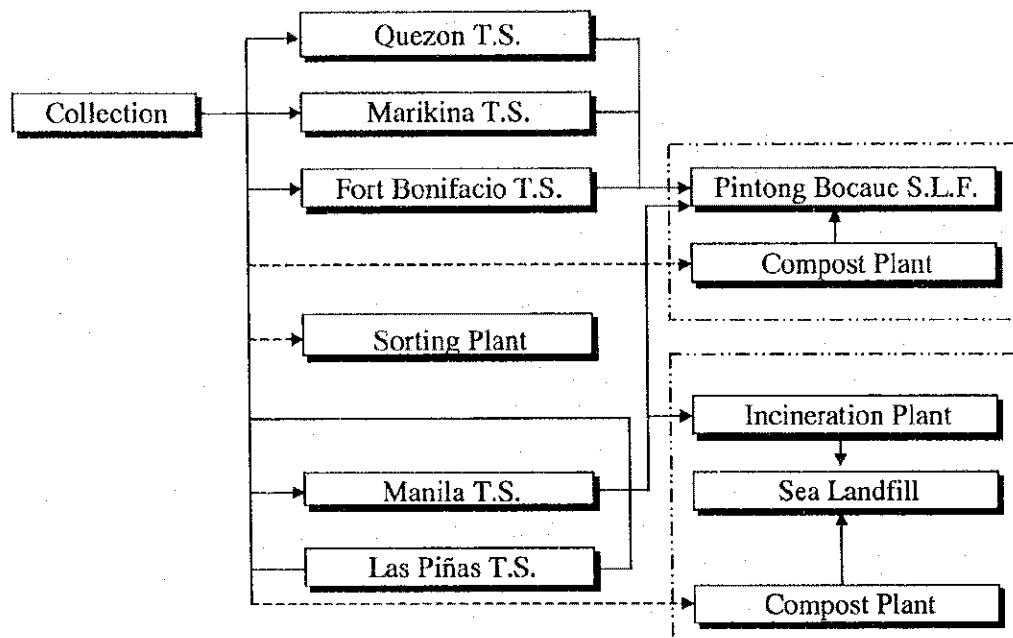 Quezon T.S.
Collection
Marikina T.S.
Fort Bonifacio T.S.
Pintong Bocaue S.L.F.
Compost Plant
Sorting Plant
Incineration Plant
Manila T.S.
Sea Landfill
Las Piñas T.S.
Compost Plant